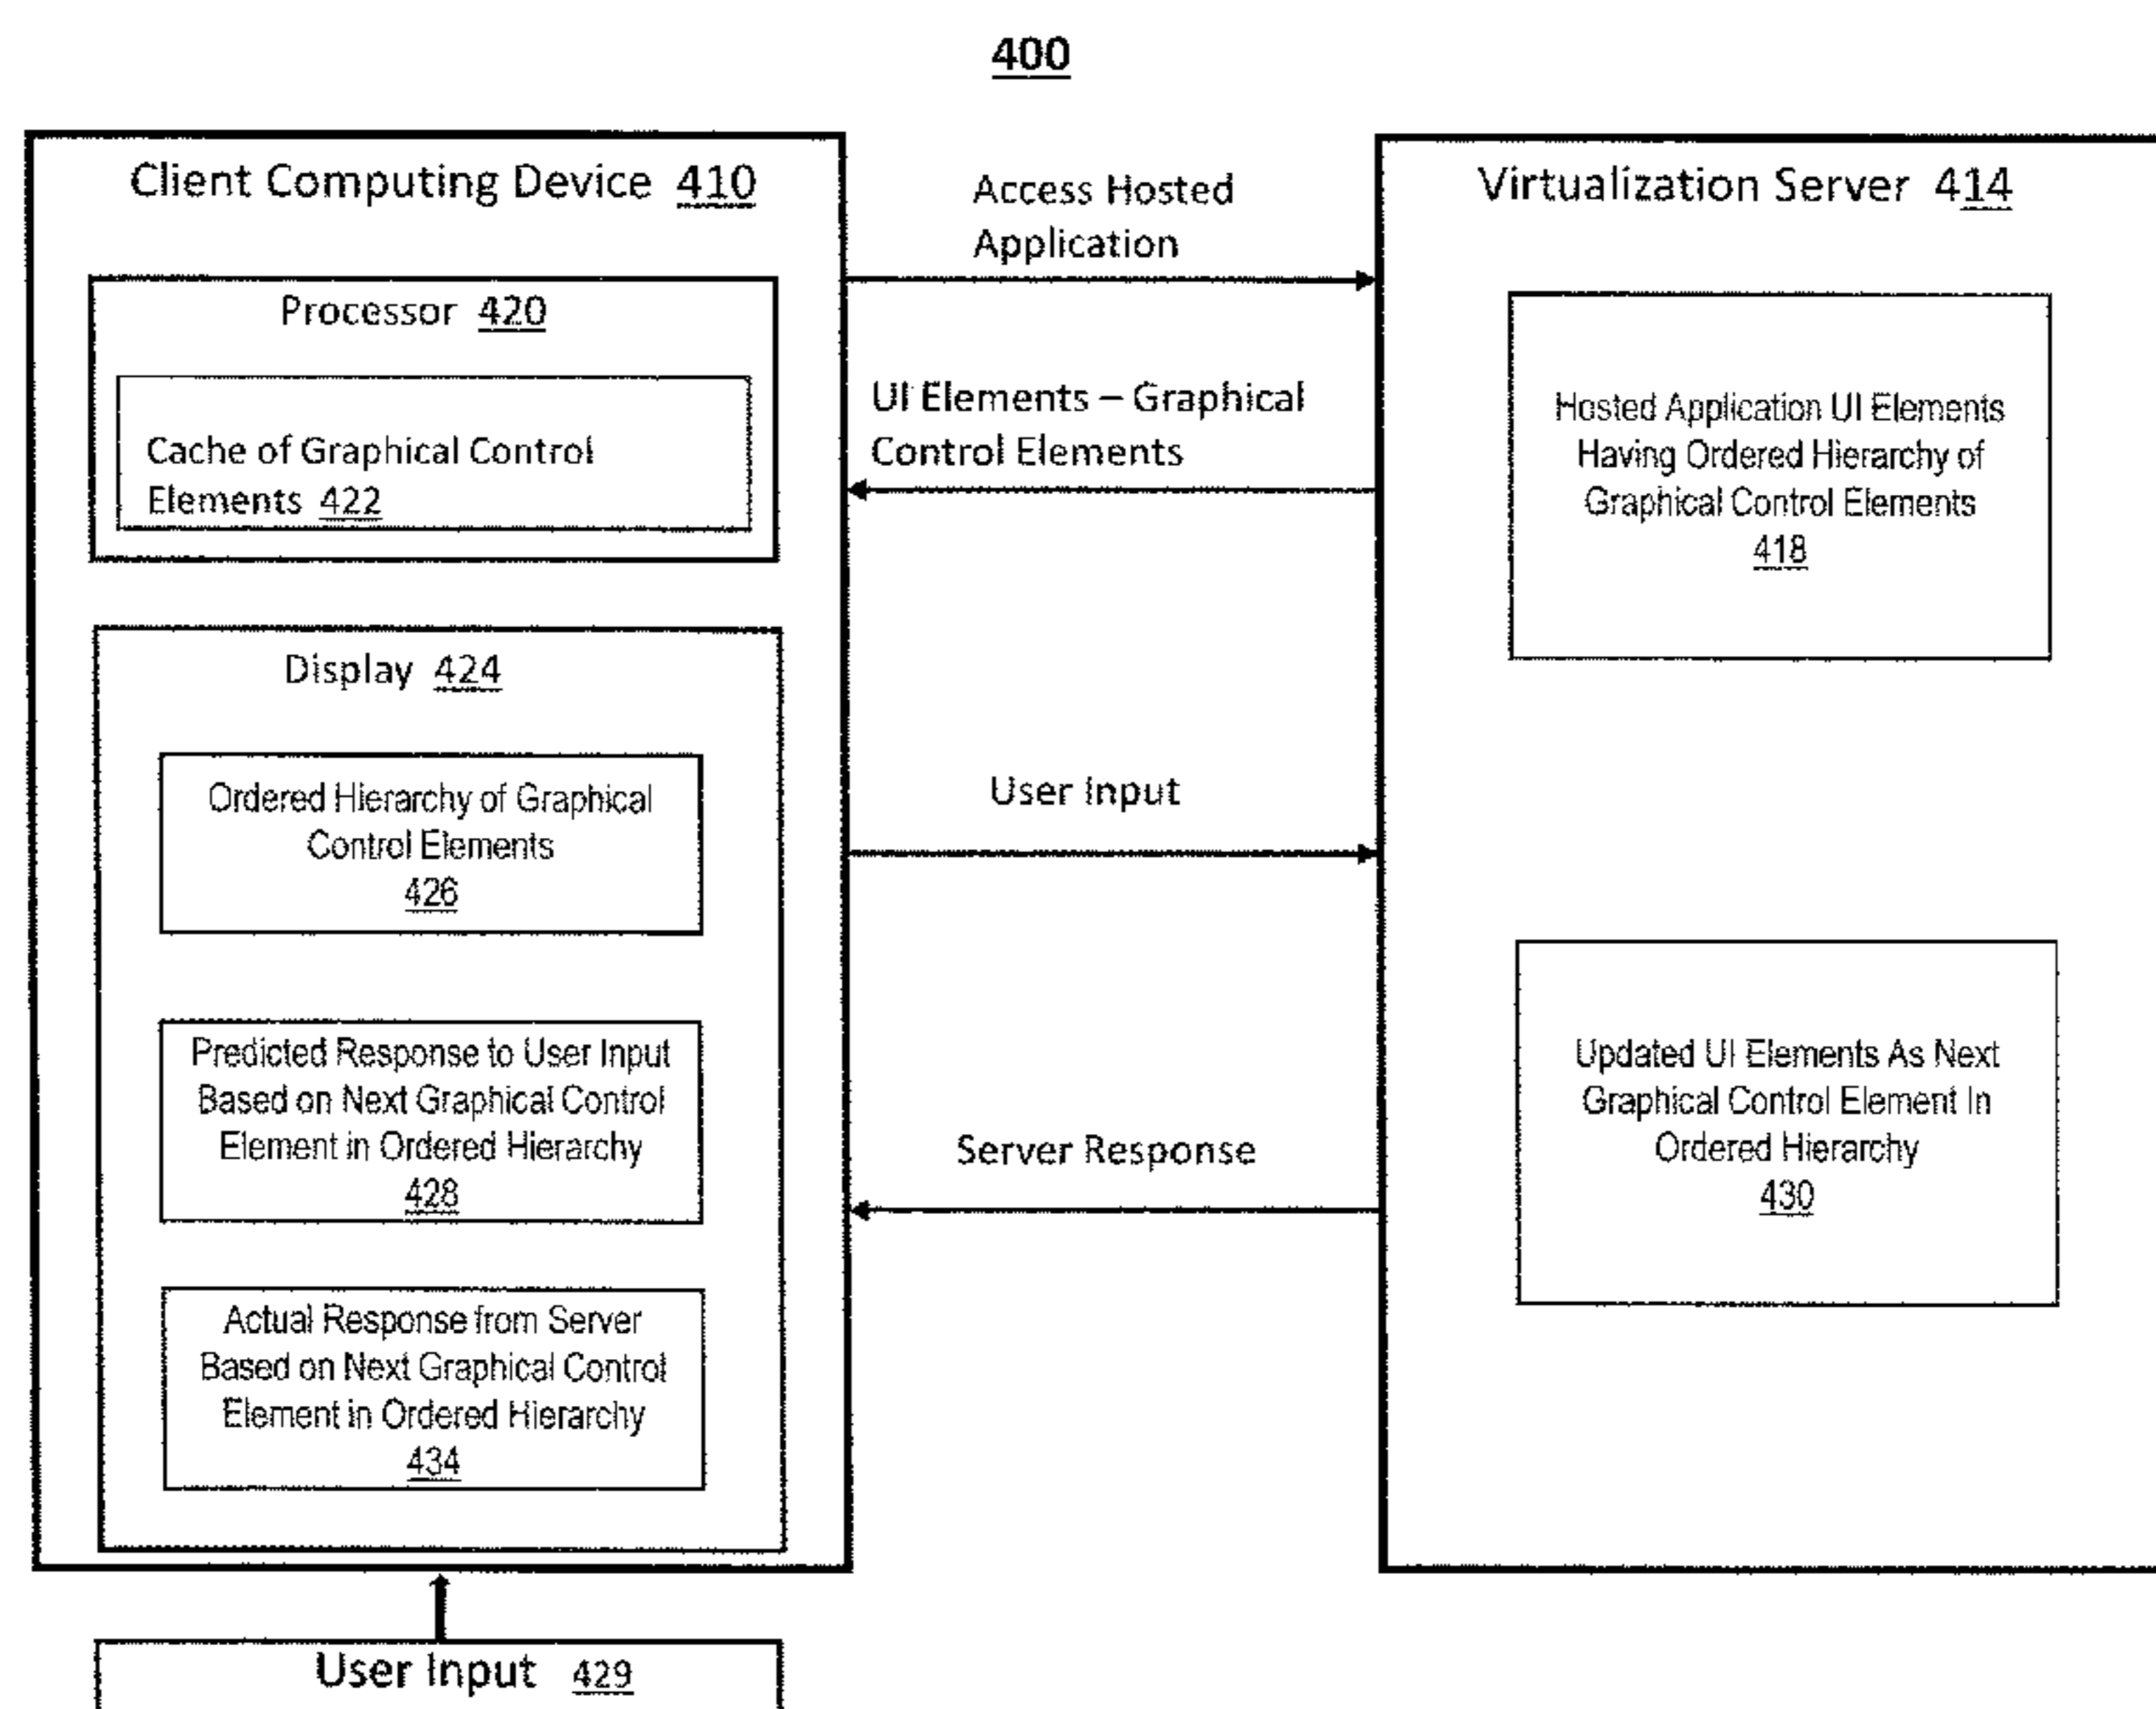 400
Client Computing Device 410
Processor 420
Cache of Graphical Control
Elements 422
Display 424
Ordered Hierarchy of Graphical
Control Elements
426
Predicted Response to User Input
Based on Next Graphical Control
Element in Ordered Hierarchy
428
Actual Response from Server
Based on Next Graphical Control
Element in Ordered Hierarchy
434
User Input 429
Access Hosted
Application
UI Elements – Graphical
Control Elements
User Input
Server Response
Virtualization Server 414
Hosted Application UI Elements
Having Ordered Hierarchy of
Graphical Control Elements
418
Updated UI Elements As Next
Graphical Control Element In
Ordered Hierarchy
430